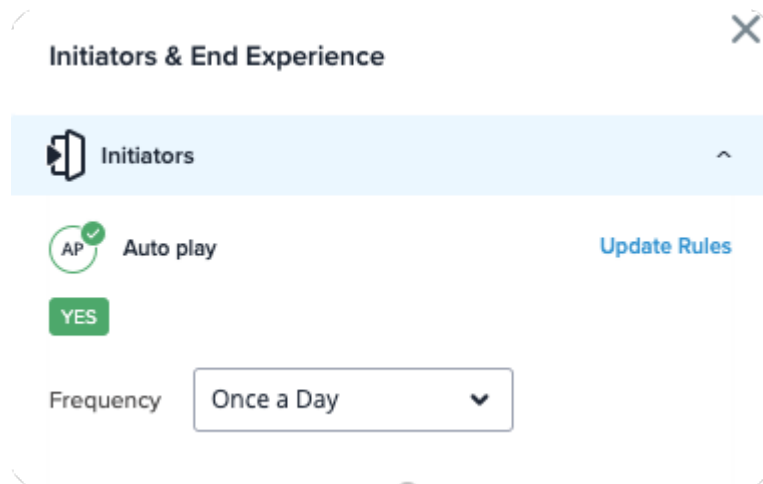 Initiators & End Experience
Initiators
AP Auto play Update Rules
YES
Frequency Once a Day